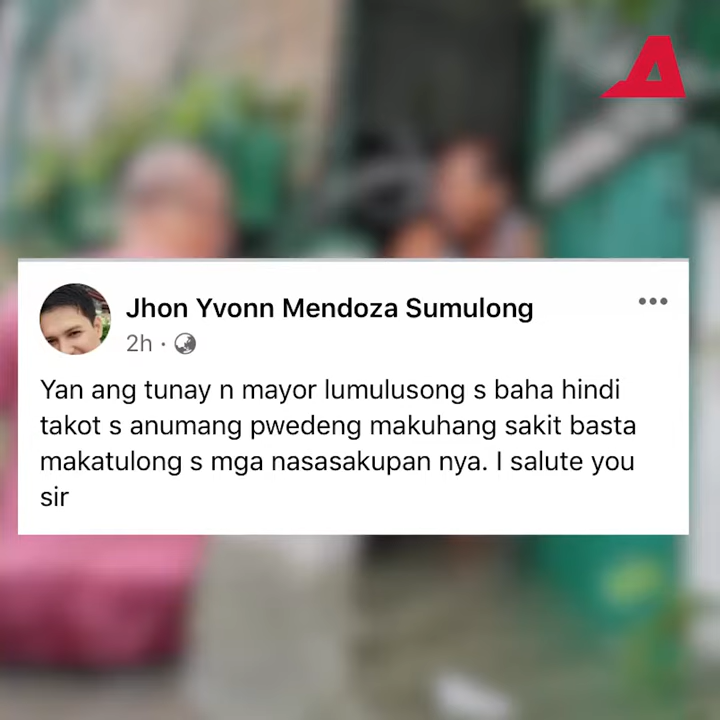 Jhon Yvonn Mendoza Sumulong
2h ·
Yan ang tunay n mayor lumulusong s baha hindi
takot s anumang pwedeng makuhang sakit basta
makatulong s mga nasasakupan nya. I salute you
sir